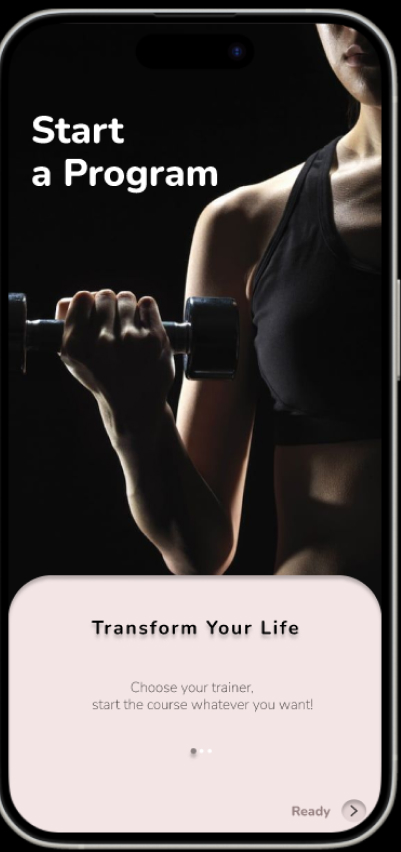 Start
a Program
Transform Your Life
Choose your trainer,
start the course whatever you want!
Ready